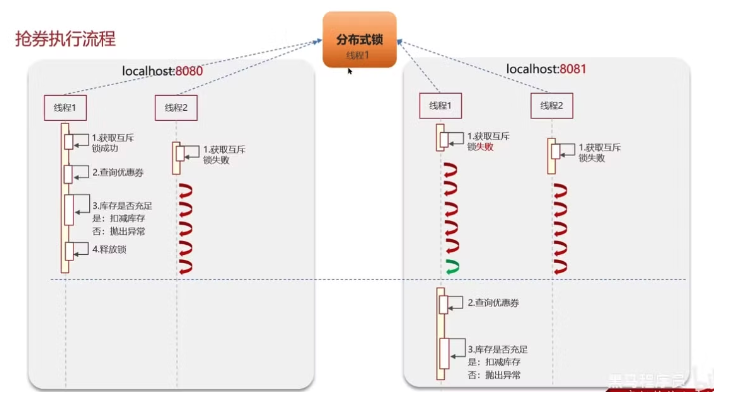 抢券执行流程
分布式锁
线程1
localhost:8080
线程1
线程2
1.获取互斥
锁成功
2.查询优惠券
3.库存是否充足
是：扣减库存
否：抛出异常
4.释放锁
1.获取互斥
锁失败
localhost:8081
线程1
线程2
1.获取互斥
锁失败
2.查询优惠券
3.库存是否充足
是：扣减库存
否：抛出异常
1.获取互斥
锁失败